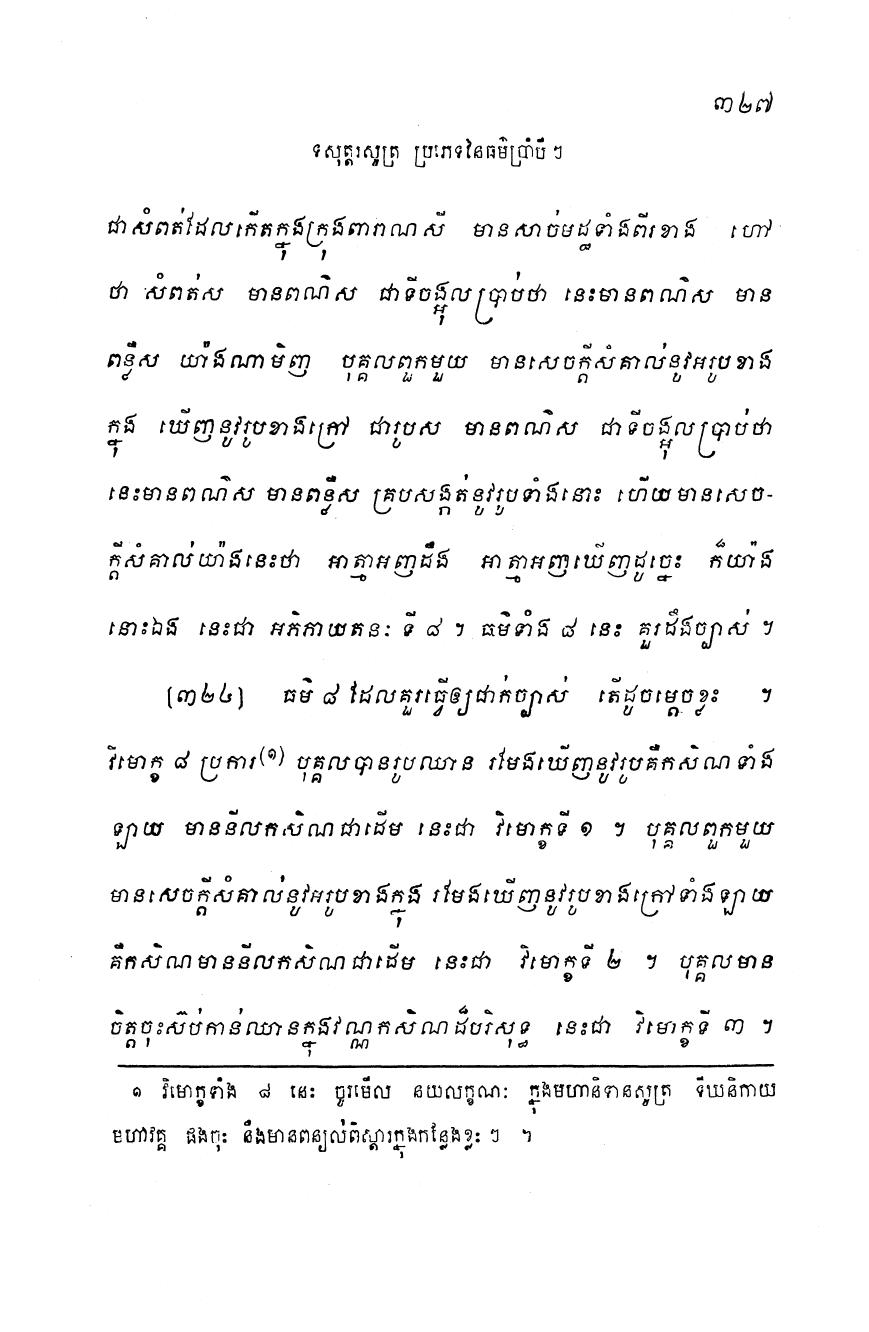 ៣២៧
ទសុត្តរសូត្រ ប្រភេទនៃធម៌ប្រាំបី ៗ
ជាសំពត់ដែលកើតក្នុងក្រុងពារាណសី មានសាច់មដ្ឋទាំងពីរខាង ហៅ
ថា សំពត់ស មានពណ៌ស ជាទីចង្អុលប្រាប់ថា នេះមានពណ៌ស មាន
ពន្លឺស យ៉ាងណាមិញ បុគ្គលពួកមួយ មានសេចក្តីសំគាល់នូវអរូបខាង
ក្នុង ឃើញនូវរូបខាងក្រៅ ជារូបស មានពណ៌ស ជាទីចង្អុលប្រាប់ថា
នេះមានពណ៌ស មានពន្លឺស គ្របសង្កត់នូវរូបទាំងនោះ ហើយមានសេច-
ក្តីសំគាល់យ៉ាងនេះថា អាត្មាអញដឹង អាត្មាអញឃើញដូច្នេះ ក៏យ៉ាង
នោះឯង នេះជា អភិភាយតនៈ ទី ៨ ។ ធម៌ទាំង ៨ នេះ គួរដឹងច្បាស់ ។
[៣២៤] ធម៌ ៨ ដែលគួរធ្វើឲ្យជាក់ច្បាស់ តើដូចម្តេចខ្លះ ។
វិមោក្ខ ៨ ប្រការ(១) បុគ្គលបានរូបឈាន រមែងឃើញនូវរូបគឺកសិណទាំង
ឡាយ មាននីលកសិណជាដើម នេះជា វិមោក្ខទី ១ ។ បុគ្គលពួកមួយ
មានសេចក្តីសំគាល់នូវអរូបខាងក្នុង រមែងឃើញនូវរូបខាងក្រៅទាំងឡាយ
គឺកសិណមាននីលកសិណជាដើម នេះជា វិមោក្ខទី ២ ។ បុគ្គលមាន
ចិត្តចុះស៊ប់កាន់ឈានក្នុងវណ្ណកសិណដ៏បរិសុទ្ធ នេះជា វិមោក្ខទី ៣ ។
១ វិមោក្ខទាំង ៨ នេះ ចូរមើល នយលក្ខណៈ ក្នុងមហានិទានសូត្រ ទីឃនិកាយ
មហាវគ្គ ផងចុះ នឹងមានពន្យល់ពិស្តារក្នុងកន្លែងខ្លះ ៗ ។